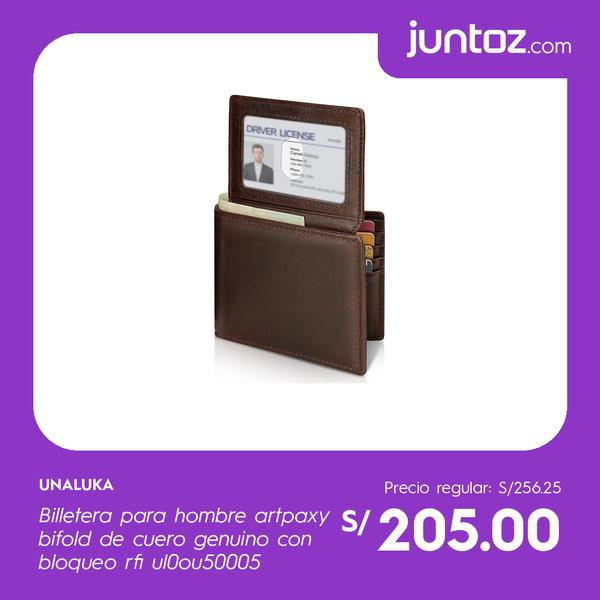 juntoz.com
DRIVER LICENSE
sample
UNALUKA
Precio regular: S/256.25
Billetera para hombre artpaxy
bifold de cuero genuino con
bloqueo rfi ul0ou50005
S/ 205.00